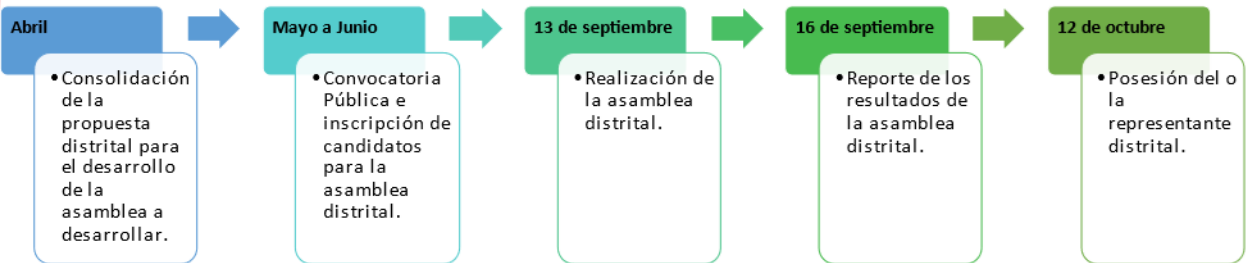 Abril
• Consolidación
de la
propuesta
distrital para
el desarrollo
de la
asamblea a
desarrollar.
Mayo a Junio
• Convocatoria
Pública e
inscripción de
candidatos
para la
asamblea
distrital.
13 de septiembre
• Realización de
la asamblea
distrital.
16 de septiembre
• Reporte de los
resultados de
la asamblea
distrital.
12 de octubre
• Posesión del o
la
representante
distrital.